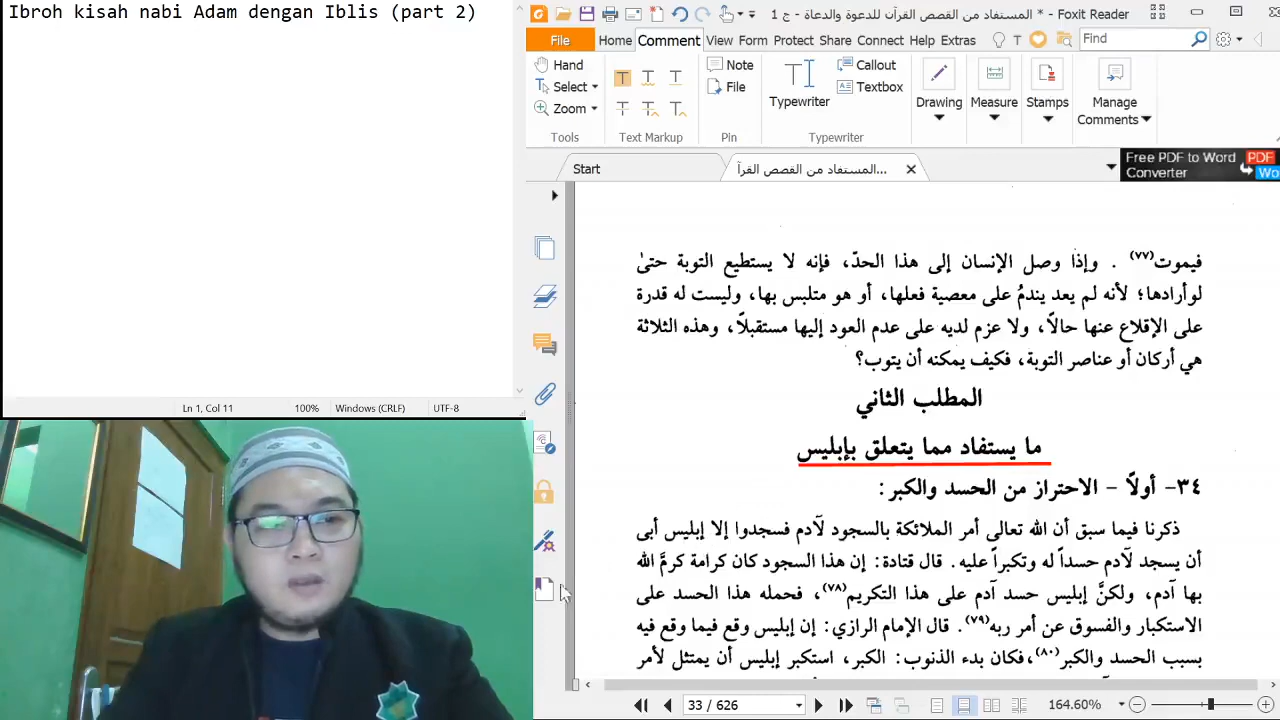 Ibroh kisah nabi Adam dengan Iblis (part 2)
Ln 1, Col 11
100%
Windows (CRLF)
UTF-8
المستفاد من القصص القرآن للدعوة والدعاة - ج ١ * - Foxit Reader
File Home Comment View Form Protect Share Connect Help Extras
Find
Hand
Select
Zoom
Tools
Text Markup
Note
File
Pin
Typewriter
Callout
Textbox
Typewriter
Drawing
Measure
Stamps
Manage
Comments
Start
المستفاد من القصص القرآ...
Free PDF to Word
Converter
PDF
فيموت(٧٧) . وإذا وصل الإنسان إلى هذا الحدّ، فإنه لا يستطيع التوبة حتىٰ
لوأرادها؛ لأنه لم يعد يندمُ على معصية فعلها، أو هو متلبس بها، وليست له قدرة
على الإقلاع عنها حالاً، ولا عزم لديه على عدم العود إليها مستقبلاً، وهذه الثلاثة
هي أركان أو عناصر التوبة، فكيف يمكنه أن يتوب؟
المطلب الثاني
ما يستفاد مما يتعلق بإبليس
٣٤- أولاً - الاحتراز من الحسد والكبر:
ذكرنا فيما سبق أن الله تعالى أمر الملائكة بالسجود لآدم فسجدوا إلا إبليس أبى
أن يسجد لآدم حسداً له وتكبراً عليه. قال قتادة: إن هذا السجود كان كرامة كرمَّ الله
بها آدم، ولكنَّ إبليس حسد آدم على هذا التكريم(٧٨)، فحمله هذا الحسد على
الاستكبار والفسوق عن أمر ربه(٧٩). قال الإمام الرازي: إن إبليس وقع فيما وقع فيه
بسبب الحسد والكبر(٨٠)،فكان بدء الذنوب: الكبر، استكبر إبليس أن يمتثل لأمر
33 / 626
164.60%